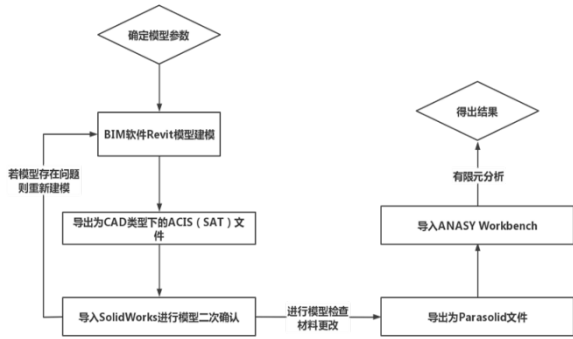 确定模型参数
BIM软件Revit模型建模
若模型存在问题
则重新建模
导出为CAD类型下的ACIS（SAT）文
件
导入SolidWorks进行模型二次确认
进行模型检查
材料更改
导出为Parasolid文件
导入ANASY Workbench
有限元分析
得出结果